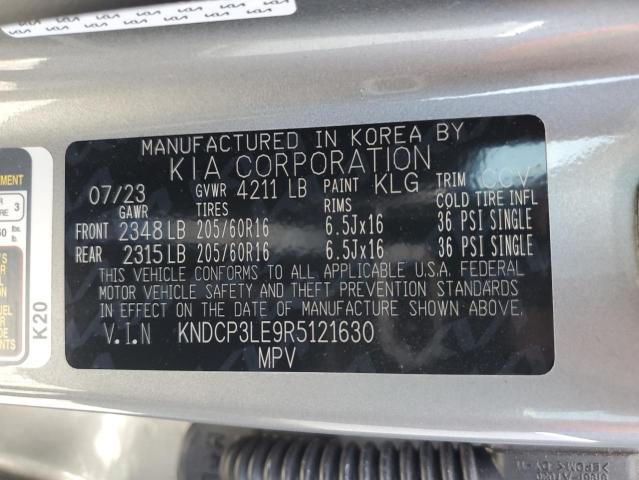 MANUFACTURED IN KOREA BY
KIA CORPORATION
07/23 GVWR 4211 LB PAINT KLG TRIM CCV
GAWR TIRES RIMS COLD TIRE INFL
FRONT 2348 LB 205/60R16 6.5Jx16 36 PSI SINGLE
REAR 2315 LB 205/60R16 6.5Jx16 36 PSI SINGLE
THIS VEHICLE CONFORMS TO ALL APPLICABLE U.S.A. FEDERAL
MOTOR VEHICLE SAFETY AND THEFT PREVENTION STANDARDS
IN EFFECT ON THE DATE OF MANUFACTURE SHOWN ABOVE.
V.I.N KNDCP3LE9R5121630
MPV
K20